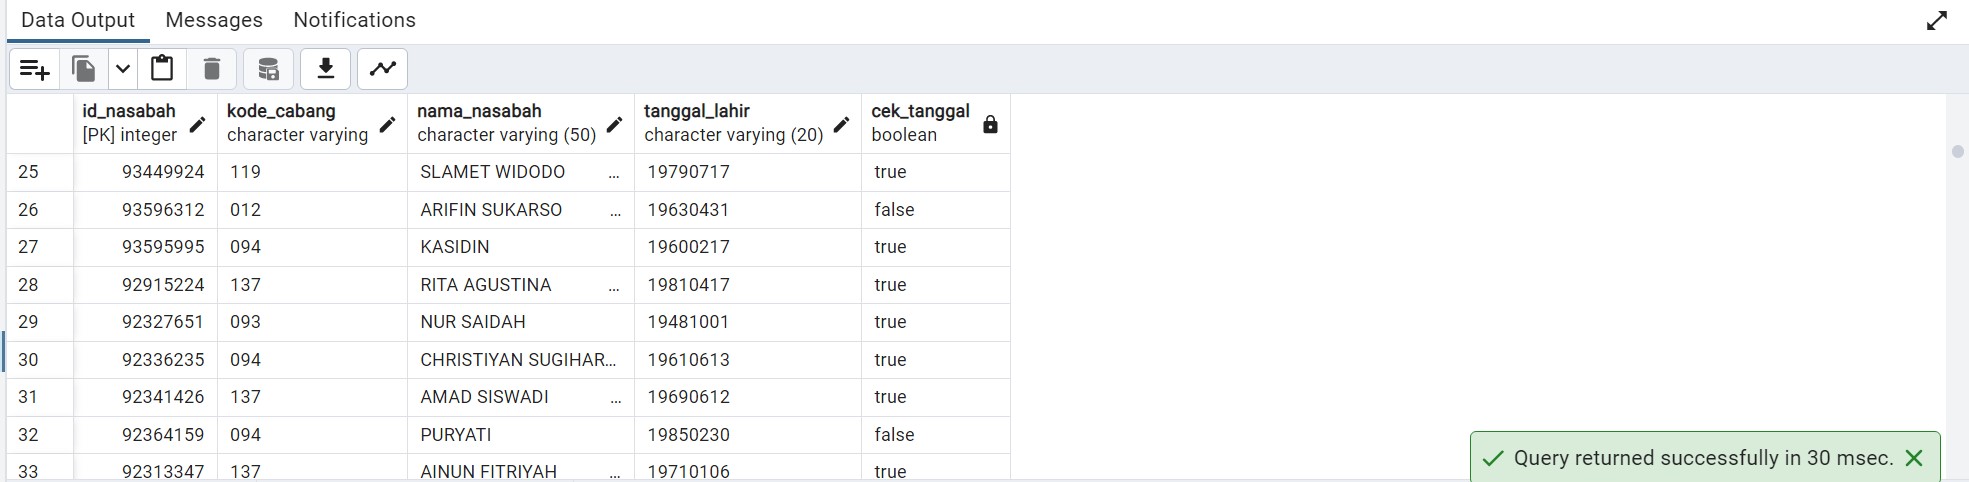 Data Output Messages Notifications
id_nasabah kode_cabang nama_nasabah tanggal_lahir cek_tanggal
[PK] integer character varying character varying (50) character varying (20) boolean
25 93449924 119 SLAMET WIDODO ... 19790717 true
26 93596312 012 ARIFIN SUKARSO ... 19630431 false
27 93595995 094 KASIDIN 19600217 true
28 92915224 137 RITA AGUSTINA ... 19810417 true
29 92327651 093 NUR SAIDAH 19481001 true
30 92336235 094 CHRISTIYAN SUGIHAR... 19610613 true
31 92341426 137 AMAD SISWADI ... 19690612 true
32 92364159 094 PURYATI 19850230 false
33 92313347 137 AINUN FITRIYAH ... 19710106 true
Query returned successfully in 30 msec.